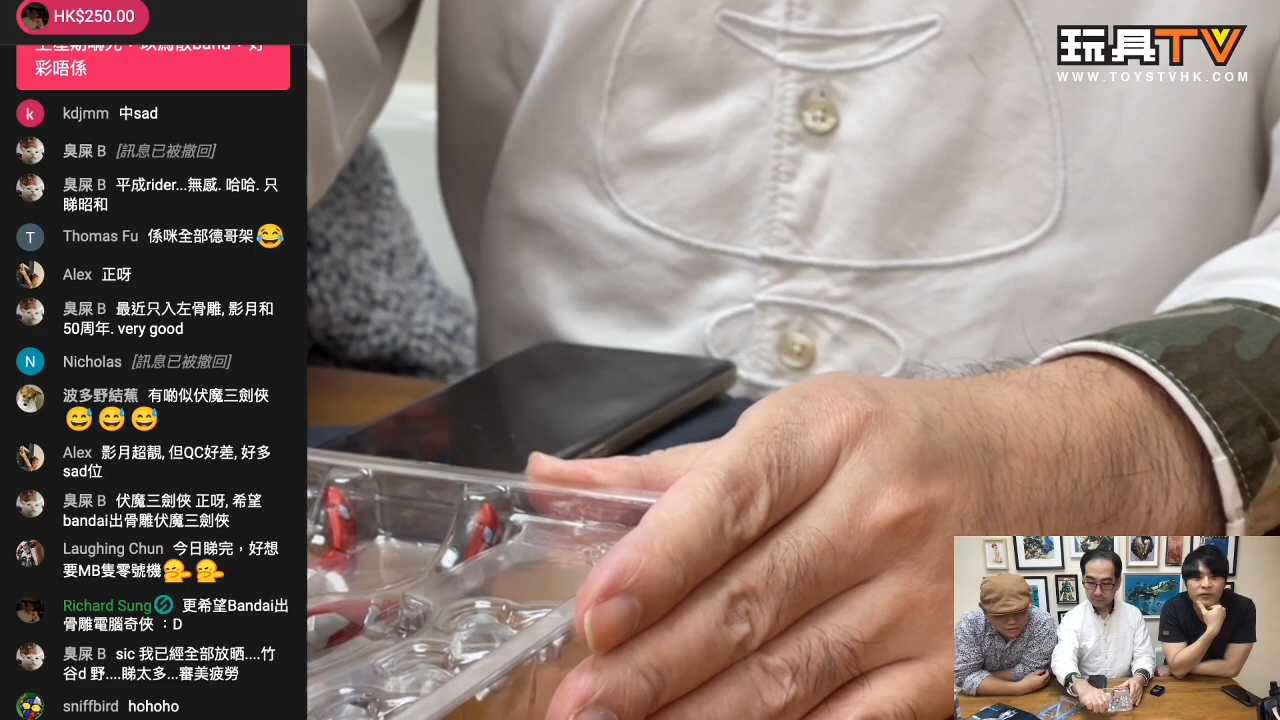 HK$250.00
彩唔係
k
kdjmm 中sad
臭屎 B [訊息已被撤回]
臭屎 B 平成rider...無感. 哈哈. 只
睇昭和
T
Thomas Fu 係咪全部德哥架😂
Alex 正呀
臭屎 B 最近只入左骨雕, 影月和
50周年. very good
N
Nicholas [訊息已被撤回]
波多野結蕉 有啲似伏魔三劍俠
😅😅😅
Alex 影月超靚, 但QC好差, 好多
sad位
臭屎 B 伏魔三劍俠 正呀, 希望
bandai出骨雕伏魔三劍俠
Laughing Chun 今日睇完，好想
要MB隻零號機🙇🙇
Richard Sung 更希望Bandai出
骨雕電腦奇俠 ：D
臭屎 B sic 我已經全部放晒....竹
谷d 野....睇太多...審美疲勞
sniffbird hohoho
玩具TV
WWW.TOYSTVHK.COM